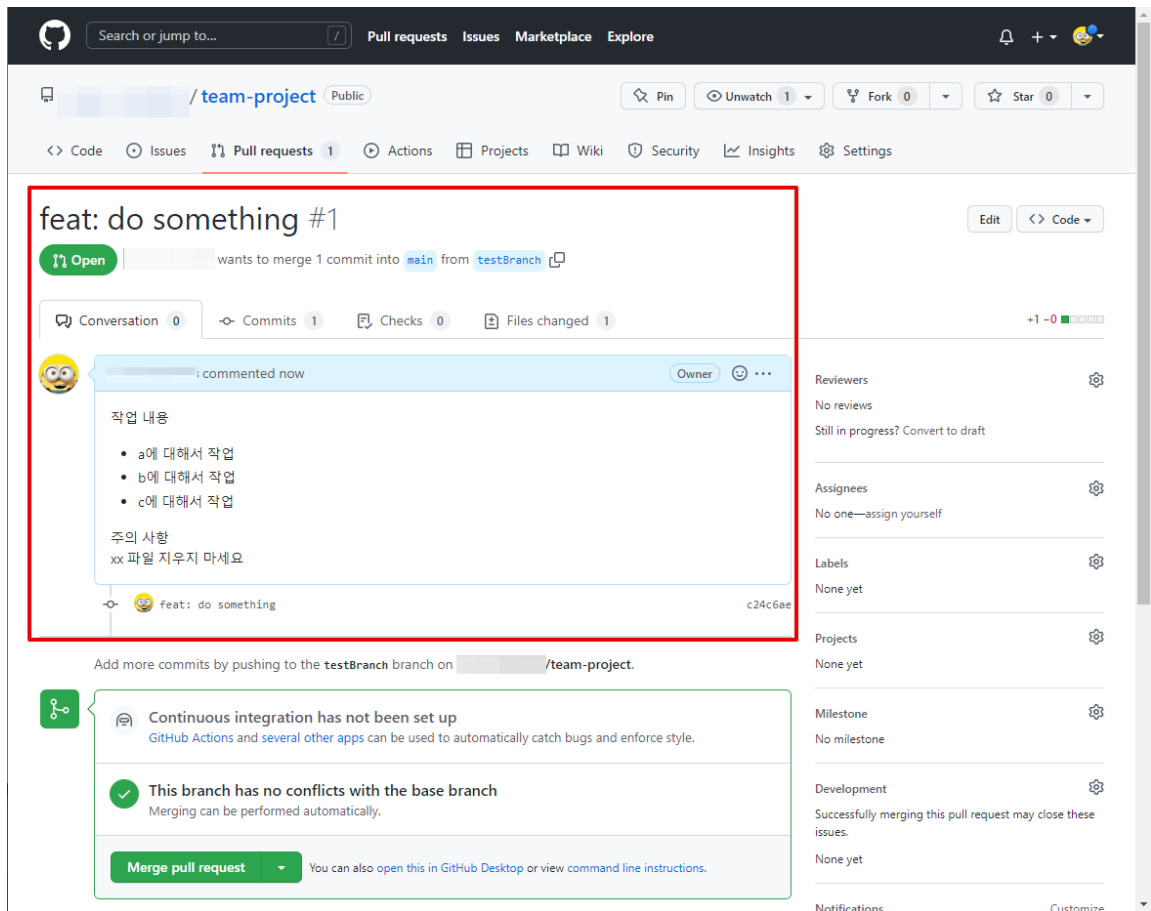 Search or jump to... /
Pull requests Issues Marketplace Explore
/ team-project Public
Pin Unwatch 1 Fork 0 Star 0
Code Issues Pull requests 1 Actions Projects Wiki Security Insights Settings
feat: do something #1
Edit <> Code
Open wants to merge 1 commit into main from testBranch
Conversation 0 Commits 1 Checks 0 Files changed 1
+1 −0
commented now Owner
작업 내용
a에 대해서 작업
b에 대해서 작업
c에 대해서 작업
주의 사항
xx 파일 지우지 마세요
feat: do something c24c6ae
Add more commits by pushing to the testBranch branch on /team-project.
Continuous integration has not been set up
GitHub Actions and several other apps can be used to automatically catch bugs and enforce style.
This branch has no conflicts with the base branch
Merging can be performed automatically.
Merge pull request You can also open this in GitHub Desktop or view command line instructions.
Reviewers
No reviews
Still in progress? Convert to draft
Assignees
No one—assign yourself
Labels
None yet
Projects
None yet
Milestone
No milestone
Development
Successfully merging this pull request may close these
issues.
None yet
Notifications Customize